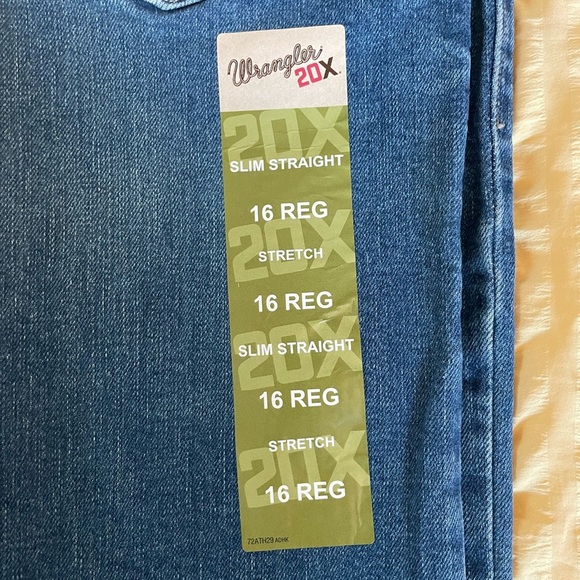 Wrangler
20X
20X
SLIM STRAIGHT
16 REG
20X
STRETCH
16 REG
20X
SLIM STRAIGHT
16 REG
20X
STRETCH
16 REG
72ATH29 ADHK